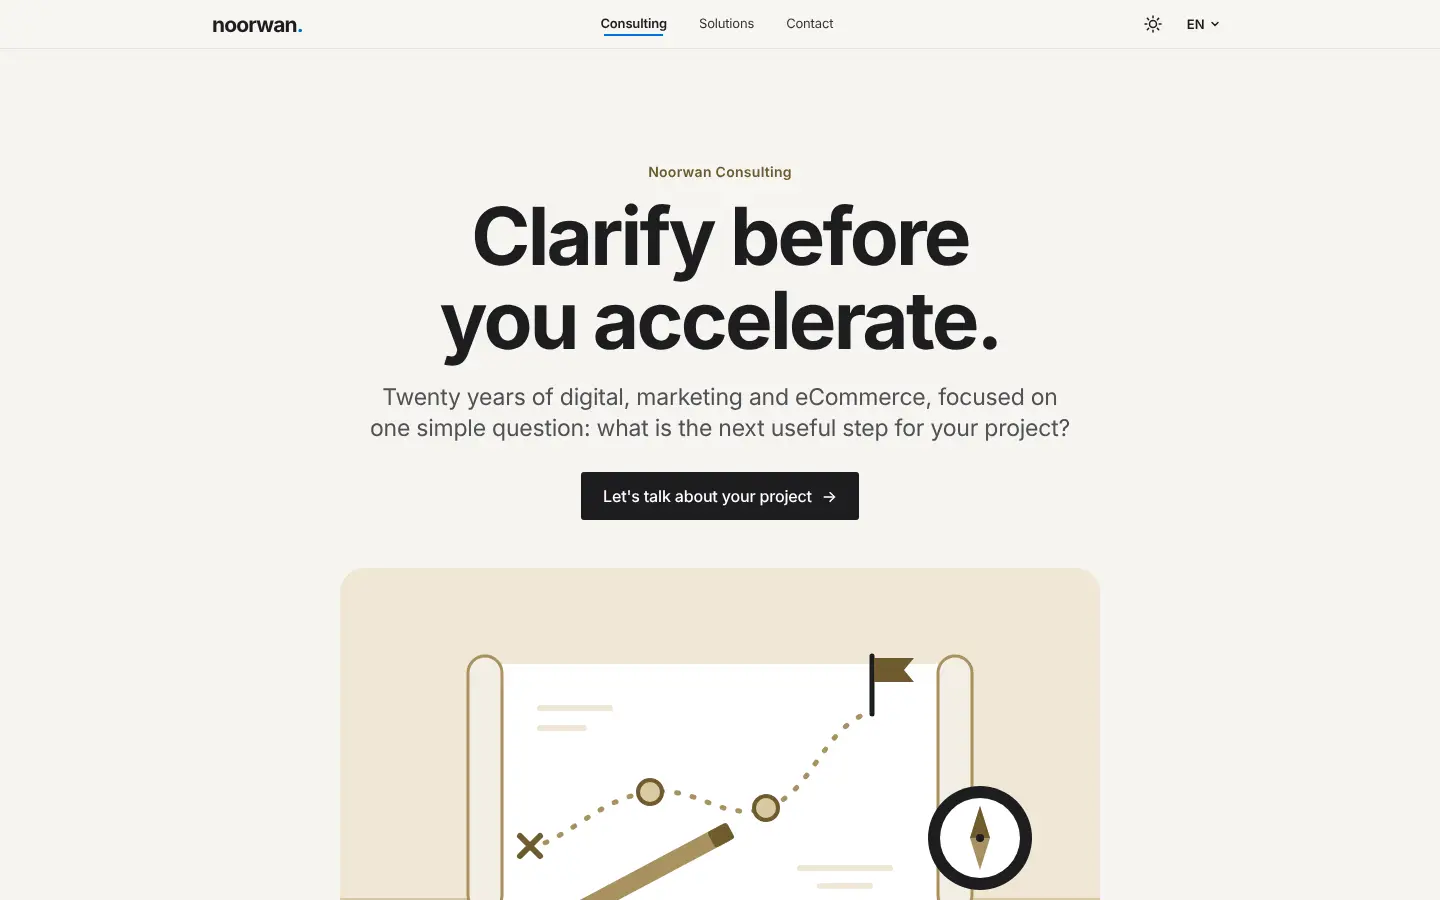 noorwan.
Consulting
Solutions
Contact
EN
Noorwan Consulting
Clarify before
you accelerate.
Twenty years of digital, marketing and eCommerce, focused on
one simple question: what is the next useful step for your project?
Let's talk about your project →